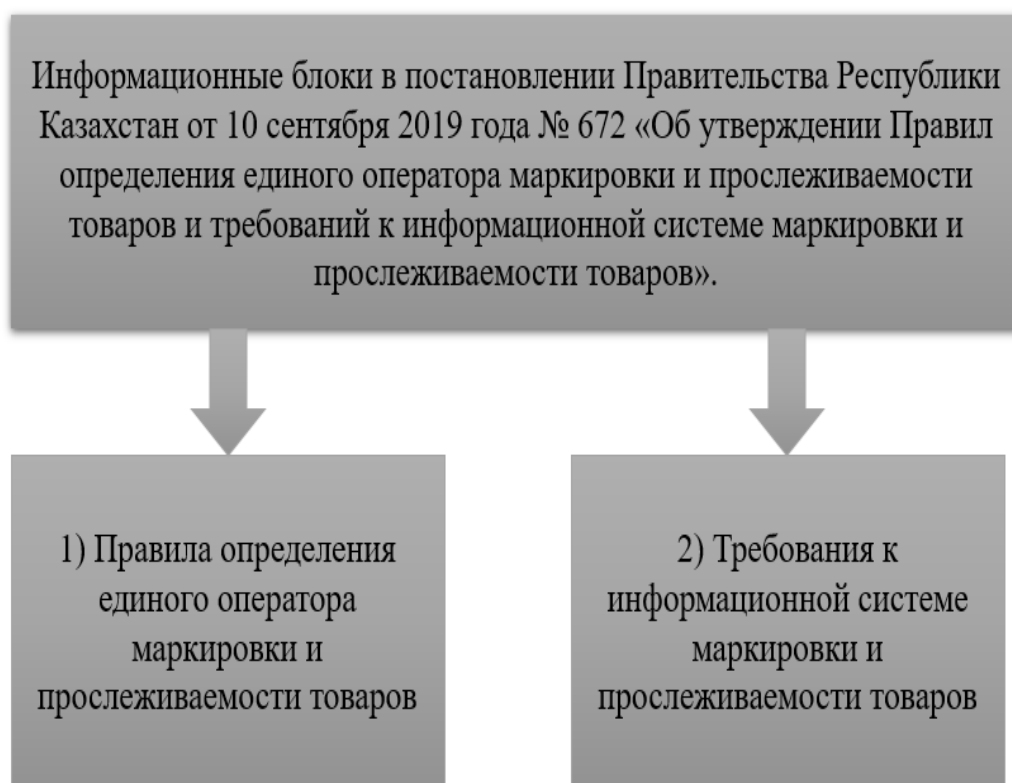 Информационные блоки в постановлении Правительства Республики
Казахстан от 10 сентября 2019 года № 672 «Об утверждении Правил
определения единого оператора маркировки и прослеживаемости
товаров и требований к информационной системе маркировки и
прослеживаемости товаров».
1) Правила определения
единого оператора
маркировки и
прослеживаемости товаров
2) Требования к
информационной системе
маркировки и
прослеживаемости товаров